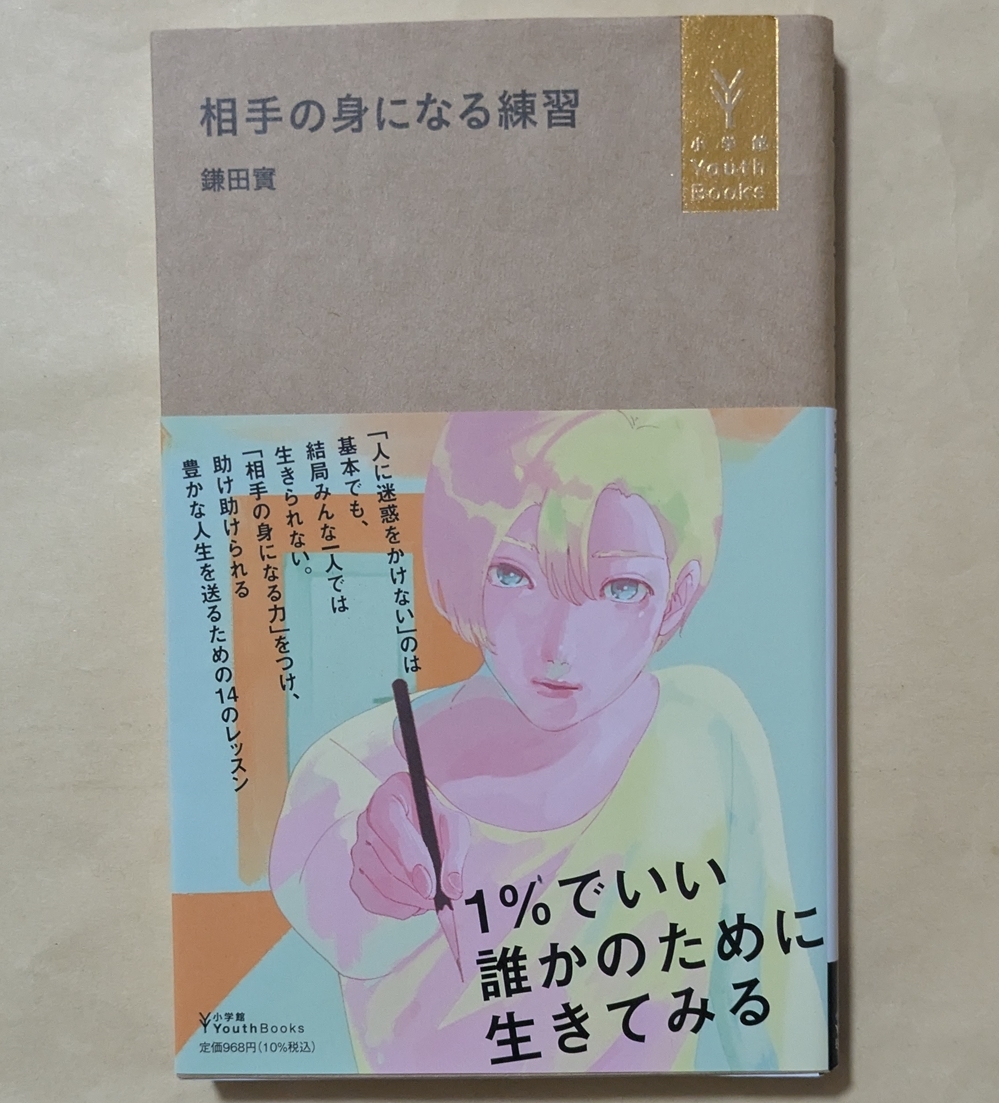 相手の身になる練習
鎌田實
小学館
Youth
Books
「人に迷惑をかけない」のは
基本でも、
結局みんな一人では
生きられない。
「相手の身になる力」をつけ、
助け助けられる
豊かな人生を送るための14のレッスン
1%でいい
誰かのために
生きてみる
小学館
YouthBooks
定価968円(10%税込)